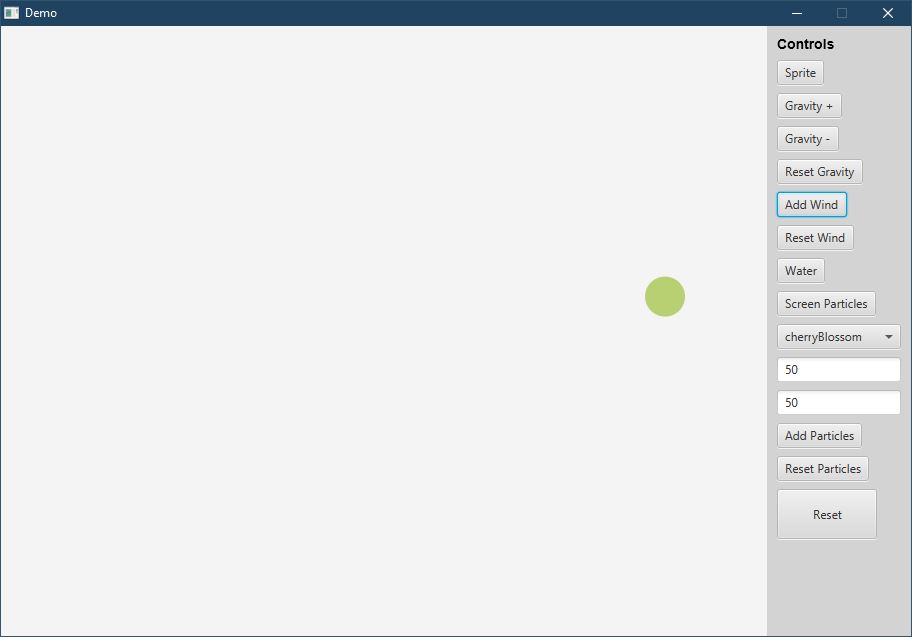 Demo
Controls
Sprite
Gravity +
Gravity -
Reset Gravity
Add Wind
Reset Wind
Water
Screen Particles
cherryBlossom
50
50
Add Particles
Reset Particles
Reset